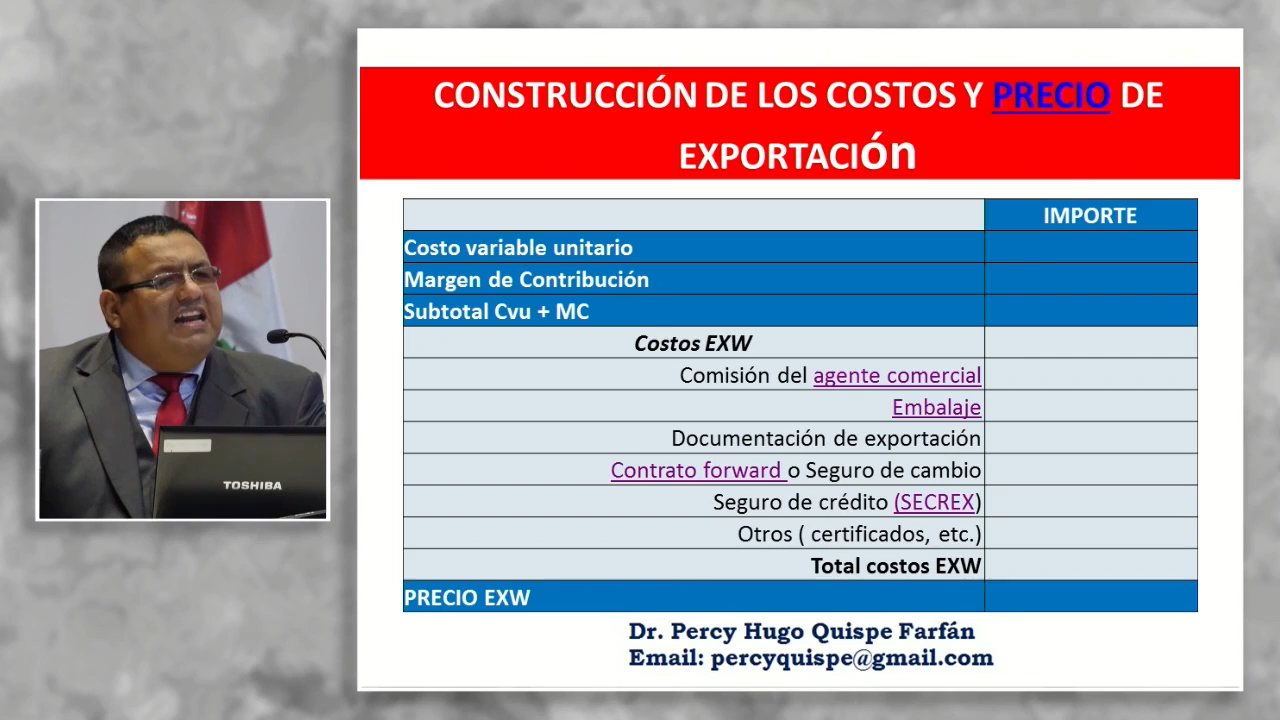 CONSTRUCCIÓN DE LOS COSTOS Y PRECIO DE
EXPORTACIón
IMPORTE
Costo variable unitario
Margen de Contribución
Subtotal Cvu + MC
Costos EXW
Comisión del agente comercial
Embalaje
Documentación de exportación
Contrato forward o Seguro de cambio
Seguro de crédito (SECREX)
Otros ( certificados, etc.)
Total costos EXW
PRECIO EXW
Dr. Percy Hugo Quispe Farfán
Email: percyquispe@gmail.com
TOSHIBA